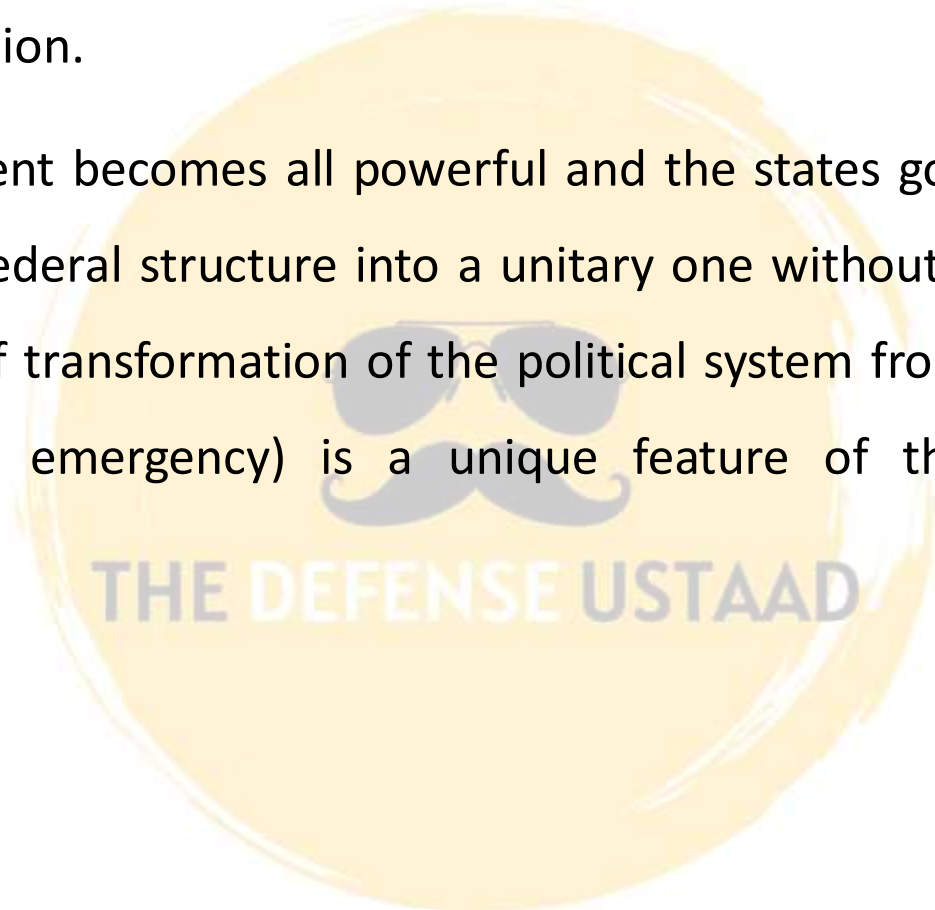 ion.
ent becomes all powerful and the states go
ederal structure into a unitary one without
f transformation of the political system fro
emergency) is a unique feature of th
THE DEFENSE USTAAD